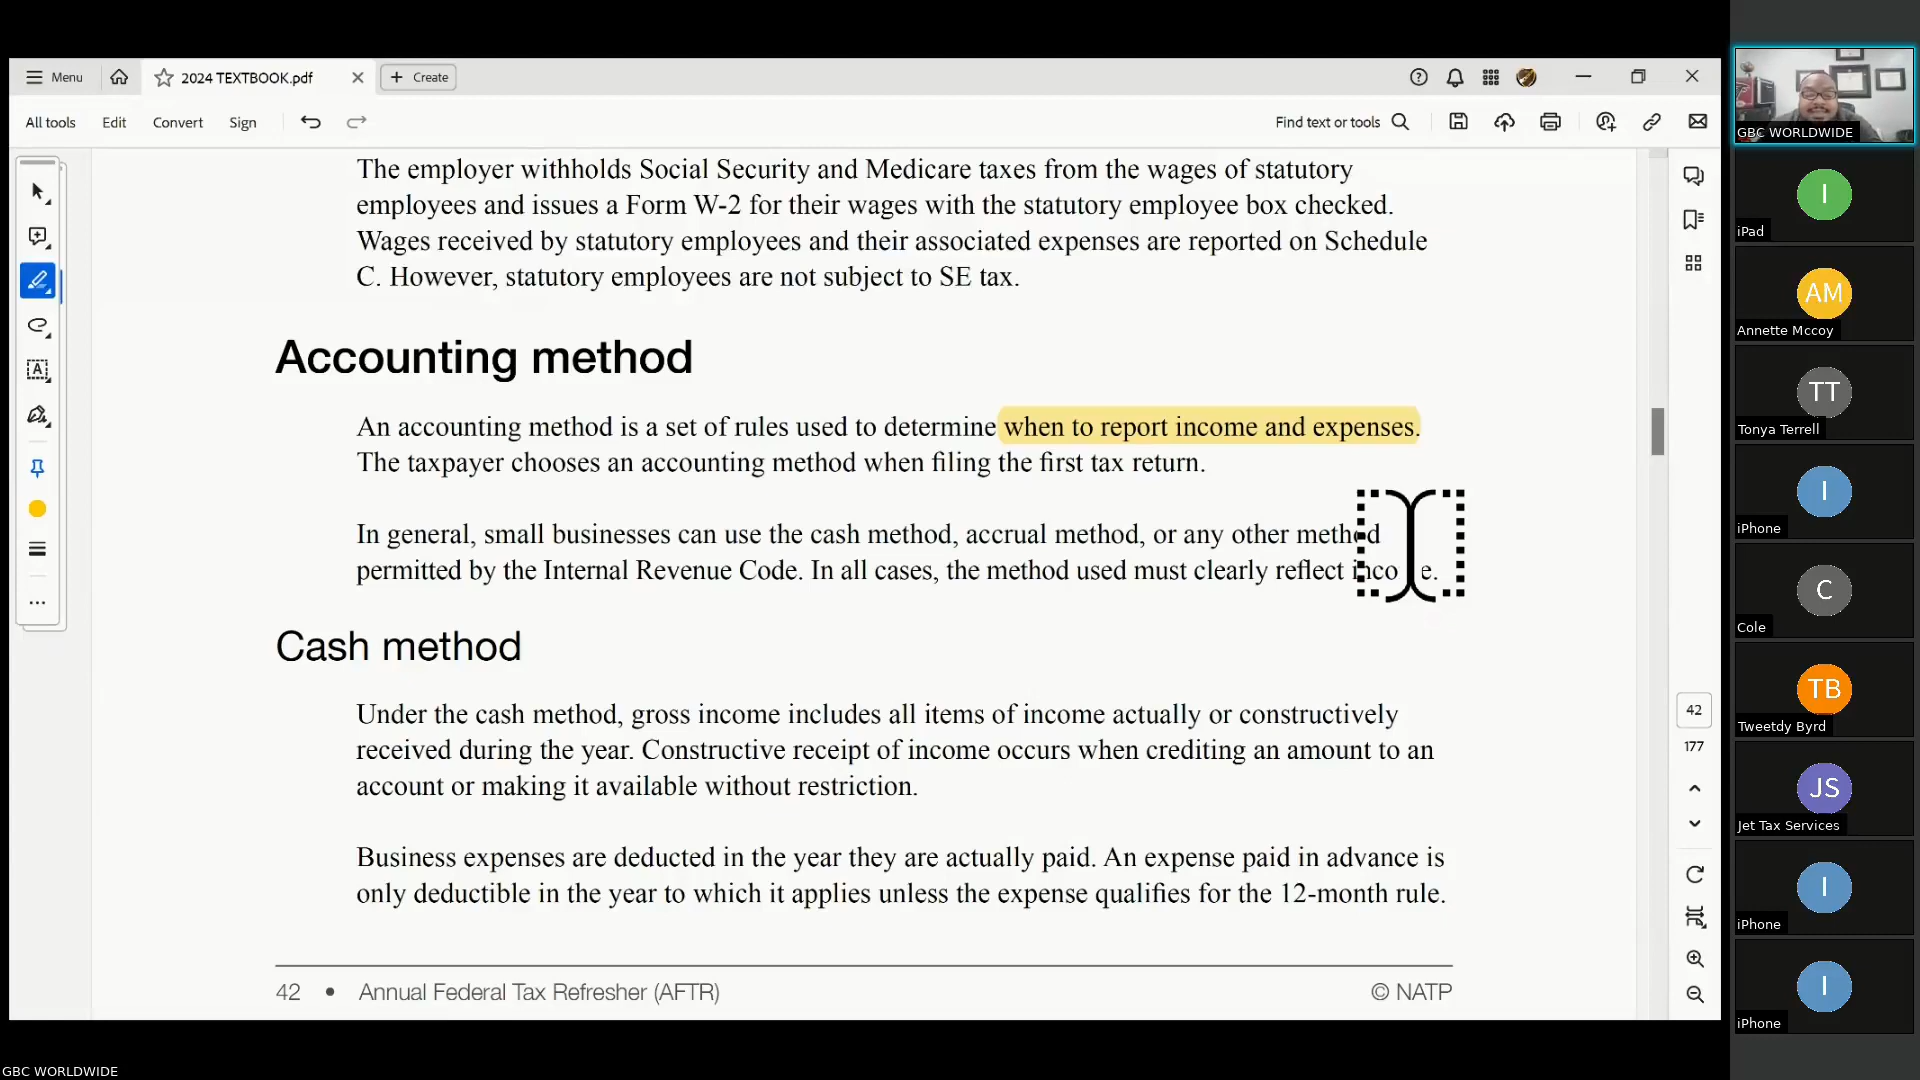 Menu
2024 TEXTBOOK.pdf
Create
All tools
Edit
Convert
Sign
Find text or tools
The employer withholds Social Security and Medicare taxes from the wages of statutory
employees and issues a Form W-2 for their wages with the statutory employee box checked.
Wages received by statutory employees and their associated expenses are reported on Schedule
C. However, statutory employees are not subject to SE tax.
Accounting method
An accounting method is a set of rules used to determine when to report income and expenses.
The taxpayer chooses an accounting method when filing the first tax return.
In general, small businesses can use the cash method, accrual method, or any other method
permitted by the Internal Revenue Code. In all cases, the method used must clearly reflect income.
Cash method
Under the cash method, gross income includes all items of income actually or constructively
received during the year. Constructive receipt of income occurs when crediting an amount to an
account or making it available without restriction.
Business expenses are deducted in the year they are actually paid. An expense paid in advance is
only deductible in the year to which it applies unless the expense qualifies for the 12-month rule.
42 • Annual Federal Tax Refresher (AFTR)
© NATP
42
177
GBC WORLDWIDE
I
iPad
AM
Annette Mccoy
TT
Tonya Terrell
I
iPhone
C
Cole
TB
Tweetdy Byrd
JS
Jet Tax Services
I
iPhone
I
iPhone
GBC WORLDWIDE